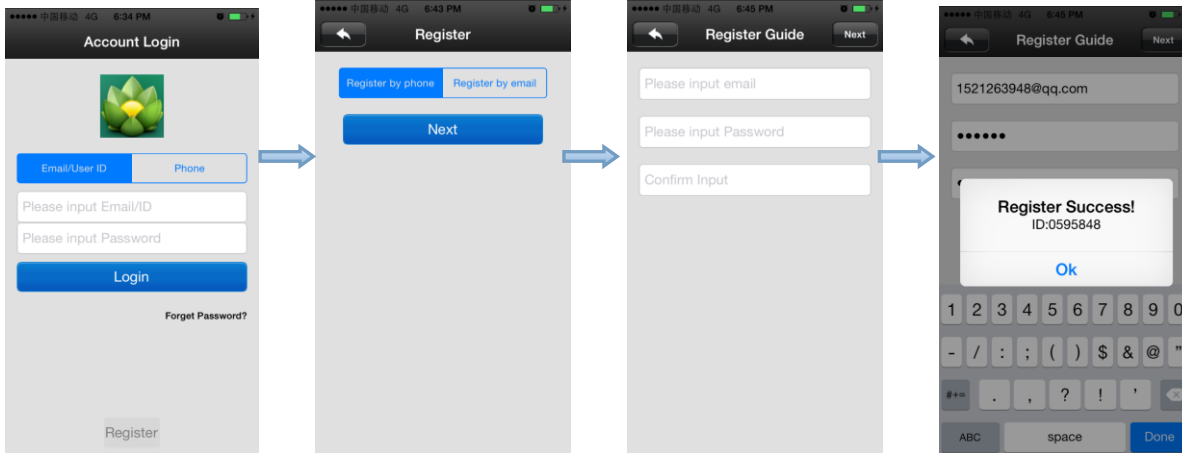 中国移动 4G 6:34 PM
Account Login
Email/User ID Phone
Please input Email/ID
Please input Password
Login
Forget Password?
Register
中国移动 4G 6:43 PM
Register
Register by phone Register by email
Next
中国移动 4G 6:45 PM
Register Guide Next
Please input email
Please input Password
Confirm Input
中国移动 4G 6:45 PM
Register Guide Next
1521263948@qq.com
••••••
Register Success!
ID:0595848
Ok
1 2 3 4 5 6 7 8 9 0
- / : ; ( ) $ & @ "
#+= . , ? ! '
ABC space Done